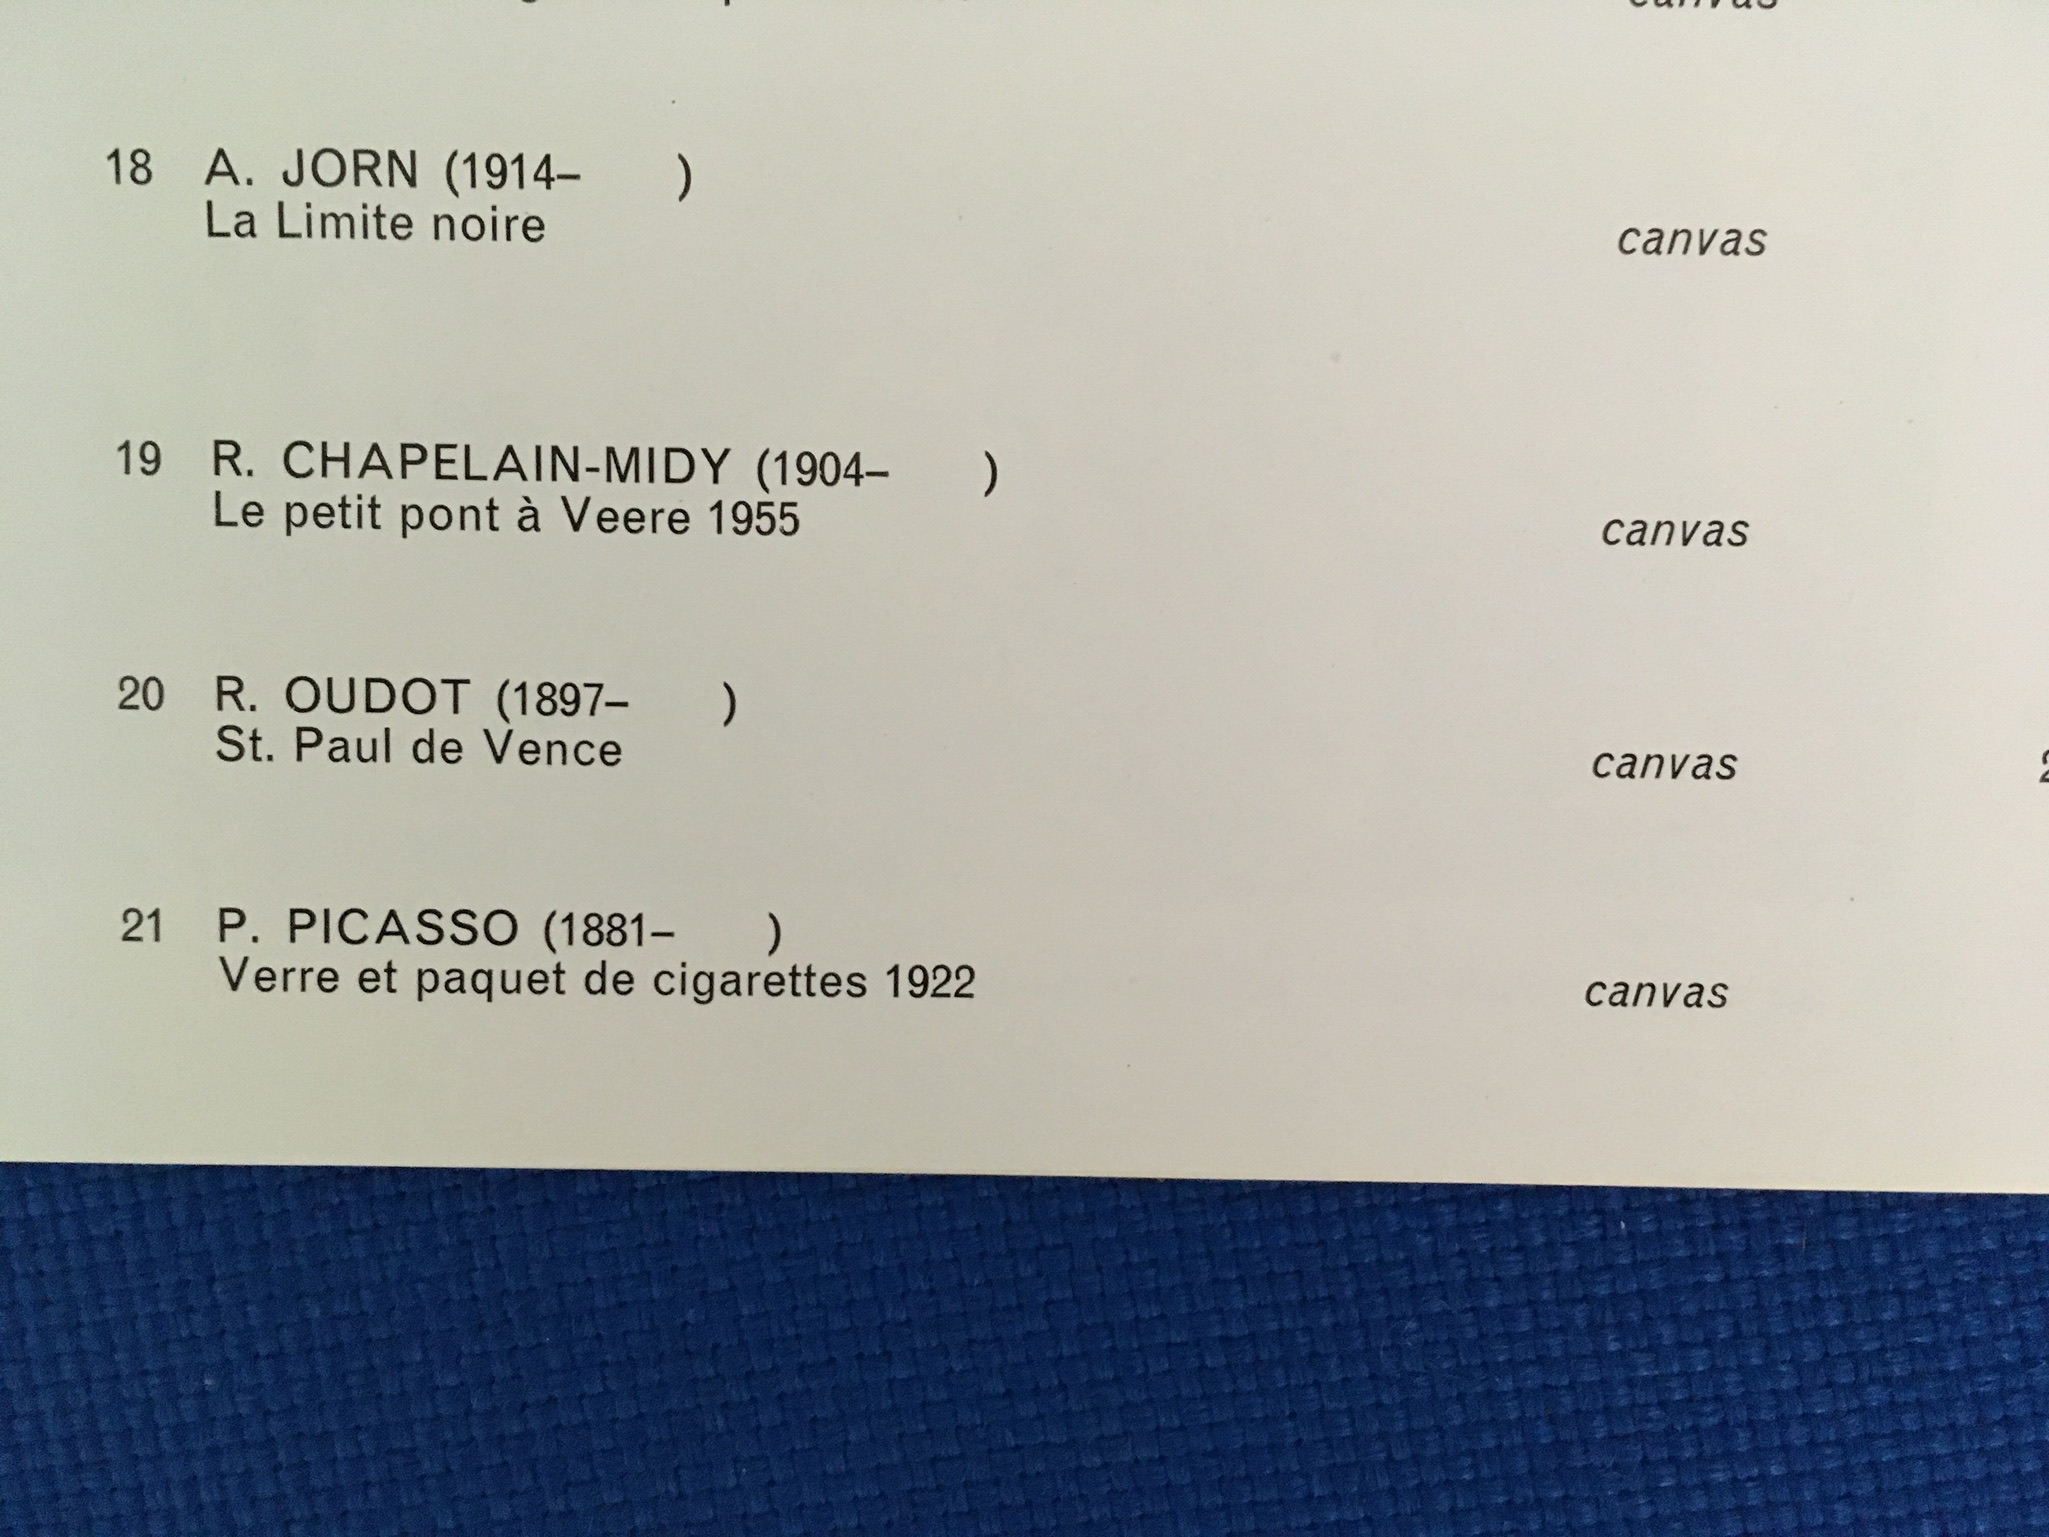 canvas
18 A. JORN (1914– )
La Limite noire
canvas
19 R. CHAPELAIN-MIDY (1904– )
Le petit pont à Veere 1955
canvas
20 R. OUDOT (1897– )
St. Paul de Vence
canvas
21 P. PICASSO (1881– )
Verre et paquet de cigarettes 1922
canvas